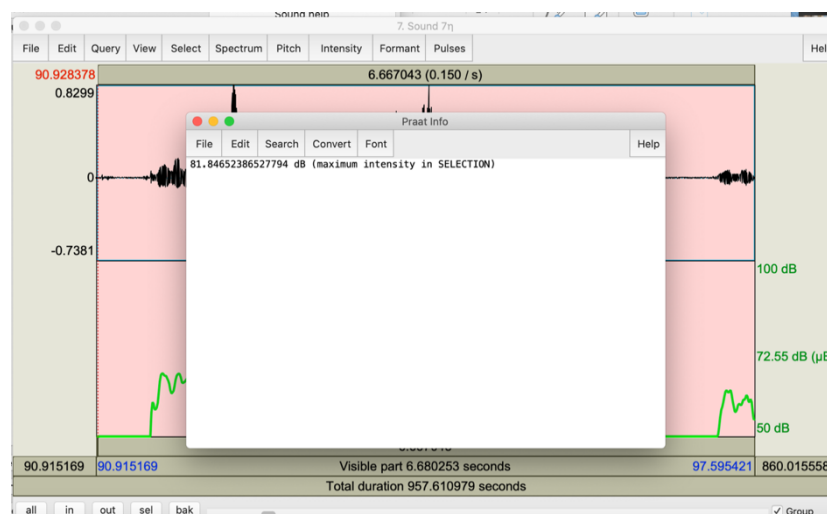 Sound help
7. Sound 7η
File Edit Query View Select Spectrum Pitch Intensity Formant Pulses Hel
90.928378 6.667043 (0.150 / s)
0.8299
Praat Info
File Edit Search Convert Font Help
81.84652386527794 dB (maximum intensity in SELECTION)
0
-0.7381
100 dB
72.55 dB (µE
50 dB
90.915169 90.915169 Visible part 6.680253 seconds 97.595421 860.015558
Total duration 957.610979 seconds
all in out sel bak Group